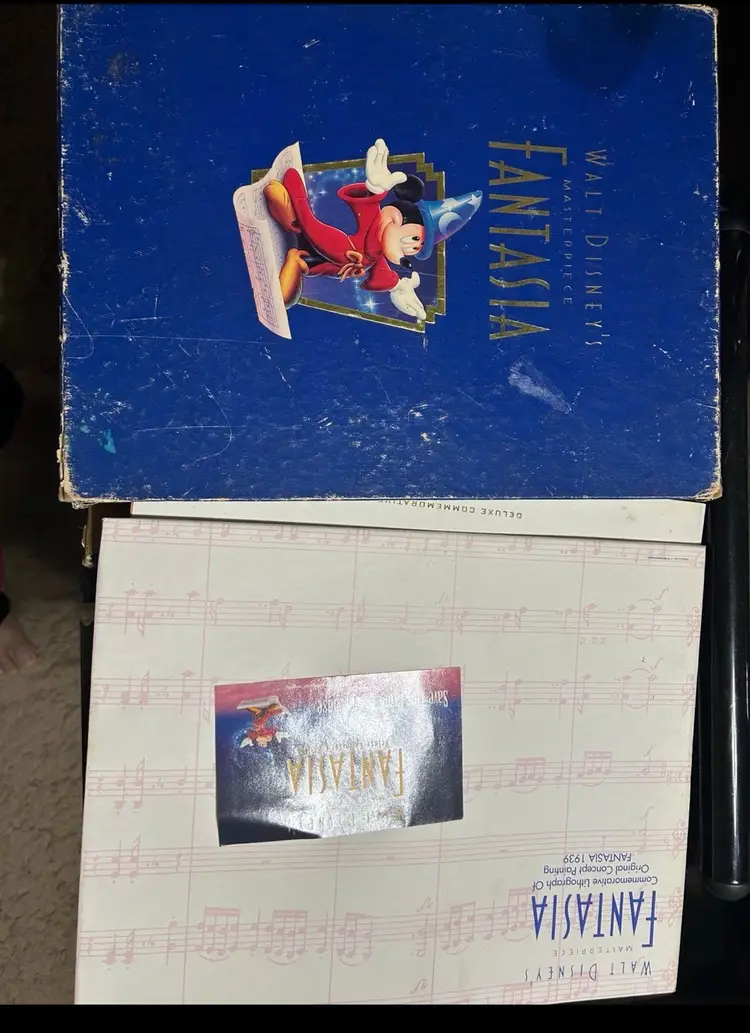 WALT DISNEY'S
MASTERPIECE
FANTASIA
DELUXE COMMEMORATIVE
Save
FANTASIA
WALT DISNEY'S
MASTERPIECE
FANTASIA
Commemorative Lithograph Of
Original Concept Painting
FANTASIA 1939